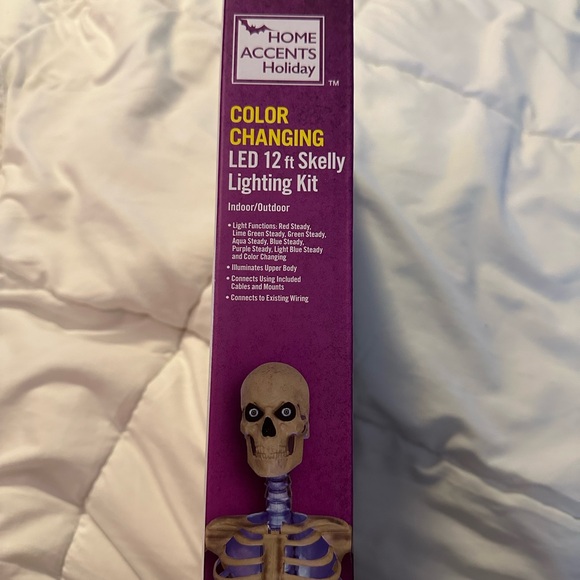 HOME
ACCENTS
Holiday
TM
COLOR
CHANGING
LED 12 ft Skelly
Lighting Kit
Indoor/Outdoor
• Light Functions: Red Steady,
Lime Green Steady, Green Steady,
Aqua Steady, Blue Steady,
Purple Steady, Light Blue Steady
and Color Changing
• Illuminates Upper Body
• Connects Using Included
Cables and Mounts
• Connects to Existing Wiring